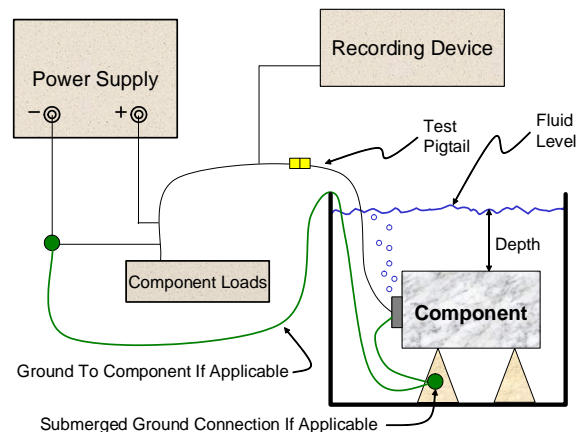 Recording Device
Power Supply
−
+
Test
Pigtail
Fluid
Level
Depth
Component Loads
Component
Ground To Component If Applicable
Submerged Ground Connection If Applicable